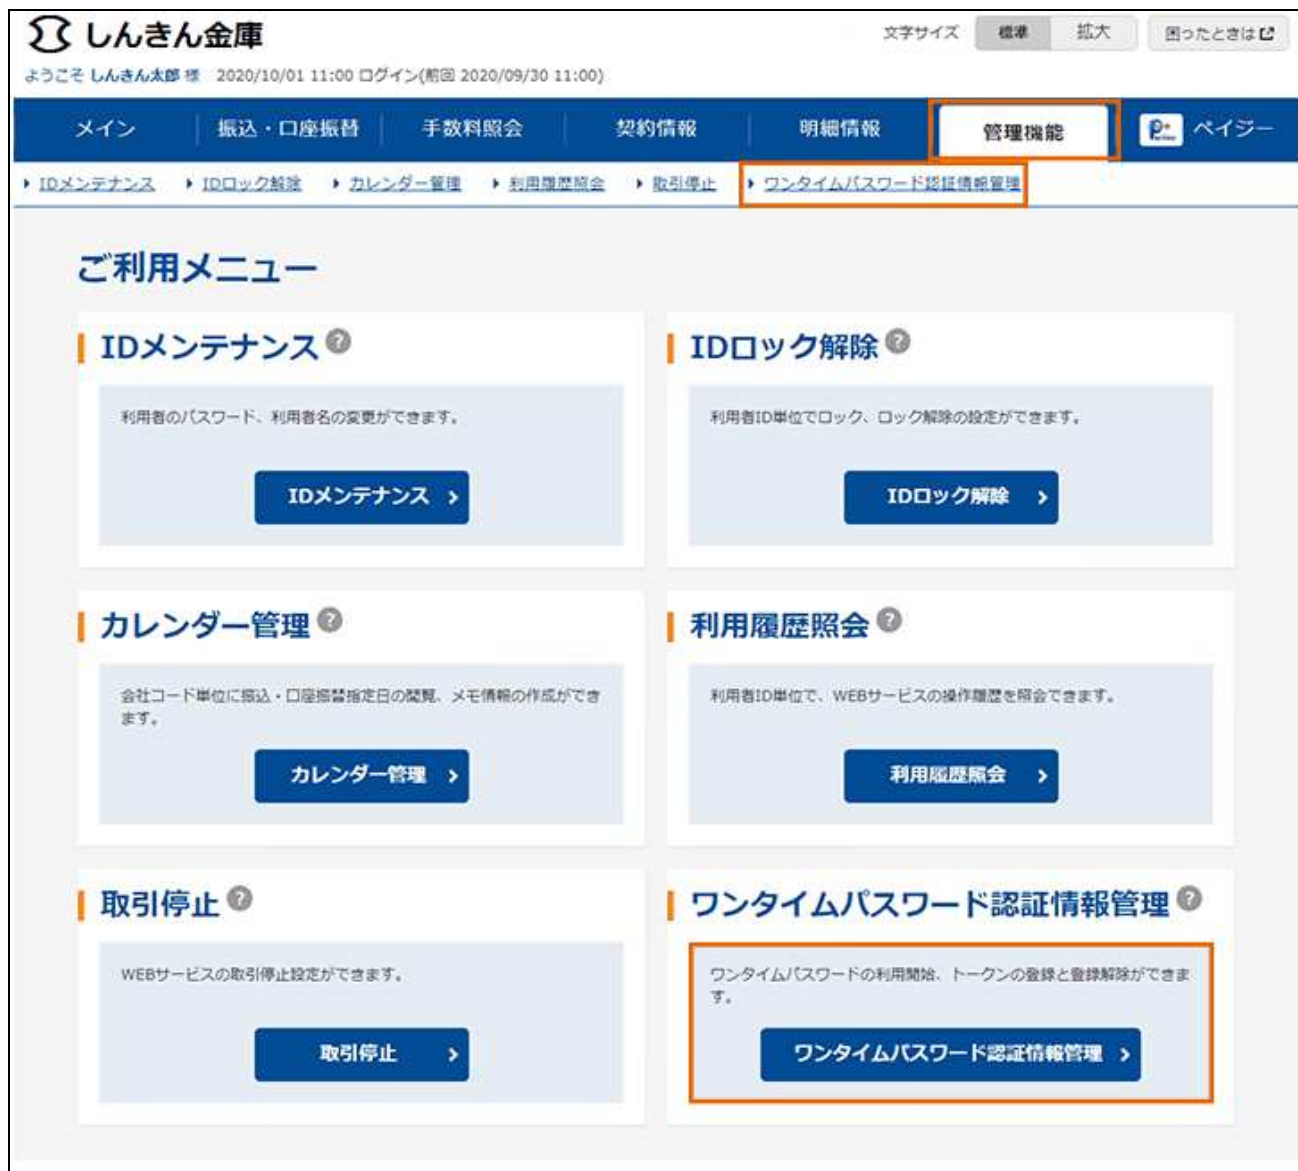 しんきん金庫
文字サイズ 標準 拡大 困ったときは
ようこそ しんきん太郎 様 2020/10/01 11:00 ログイン(前回 2020/09/30 11:00)
メイン 振込・口座振替 手数料照会 契約情報 明細情報 管理機能 ペイジー
IDメンテナンス IDロック解除 カレンダー管理 利用履歴照会 取引停止 ワンタイムパスワード認証情報管理
ご利用メニュー
IDメンテナンス ?
利用者のパスワード、利用者名の変更ができます。
IDメンテナンス
IDロック解除 ?
利用者ID単位でロック、ロック解除の設定ができます。
IDロック解除
カレンダー管理 ?
会社コード単位に振込・口座振替指定日の閲覧、メモ情報の作成ができ
ます。
カレンダー管理
利用履歴照会 ?
利用者ID単位で、WEBサービスの操作履歴を照会できます。
利用履歴照会
取引停止 ?
WEBサービスの取引停止設定ができます。
取引停止
ワンタイムパスワード認証情報管理 ?
ワンタイムパスワードの利用開始、トークンの登録と登録解除ができま
す。
ワンタイムパスワード認証情報管理